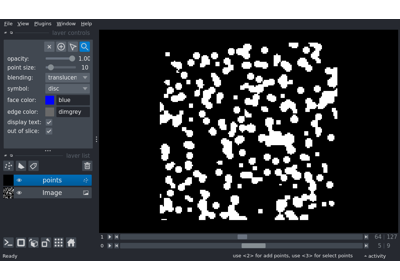 File View Plugins Window Help
layer controls
opacity: 1.00
point size: 10
blending: translucen
symbol: disc
face color: blue
edge color: dimgrey
display text:
out of slice:
layer list
points
Image
1 64 127
0 5 9
Ready use <2> for add points, use <3> for select points activity